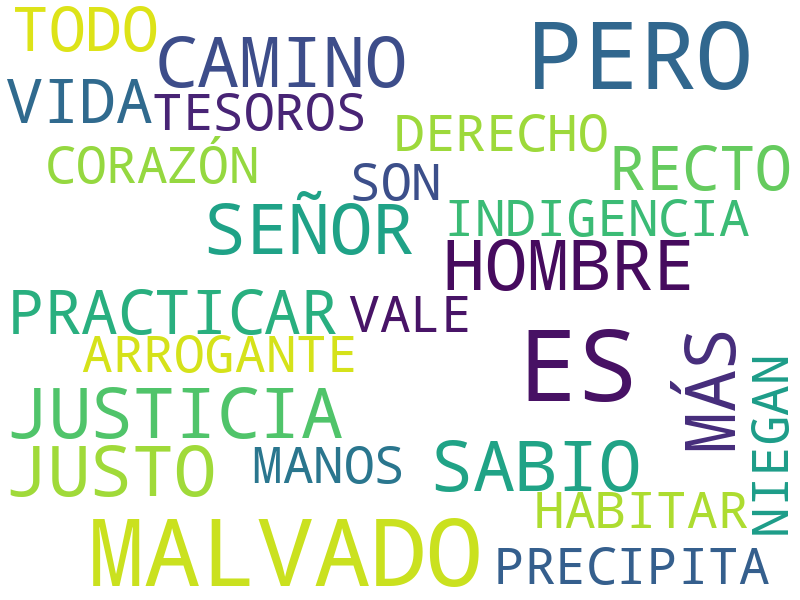 TODO
CAMINO
PERO
VIDA
TESOROS
DERECHO
CORAZÓN
SON
RECTO
SEÑOR
INDIGENCIA
HOMBRE
PRACTICAR
VALE
ARROGANTE
ES
MÁS
NIEGAN
JUSTICIA
JUSTO
MANOS
SABIO
HABITAR
MALVADO
PRECIPITA